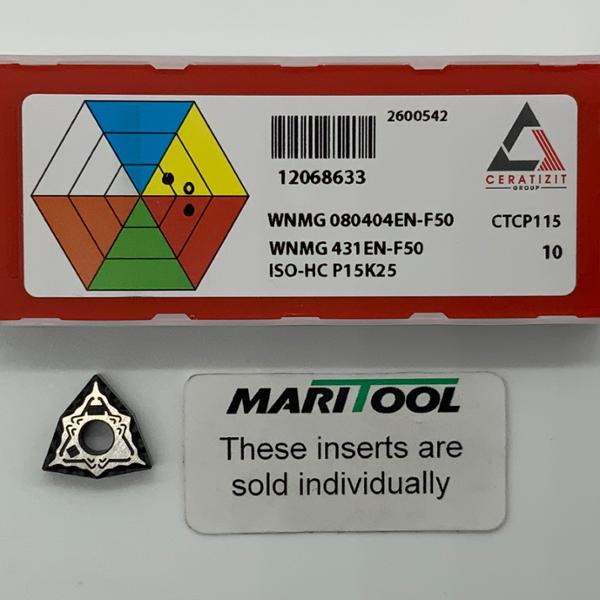 2600542
12068633
CERATIZIT
GROUP
WNMG 080404EN-F50
CTCP115
WNMG 431EN-F50
10
ISO-HC P15K25
MARITOOL
These inserts are
sold individually